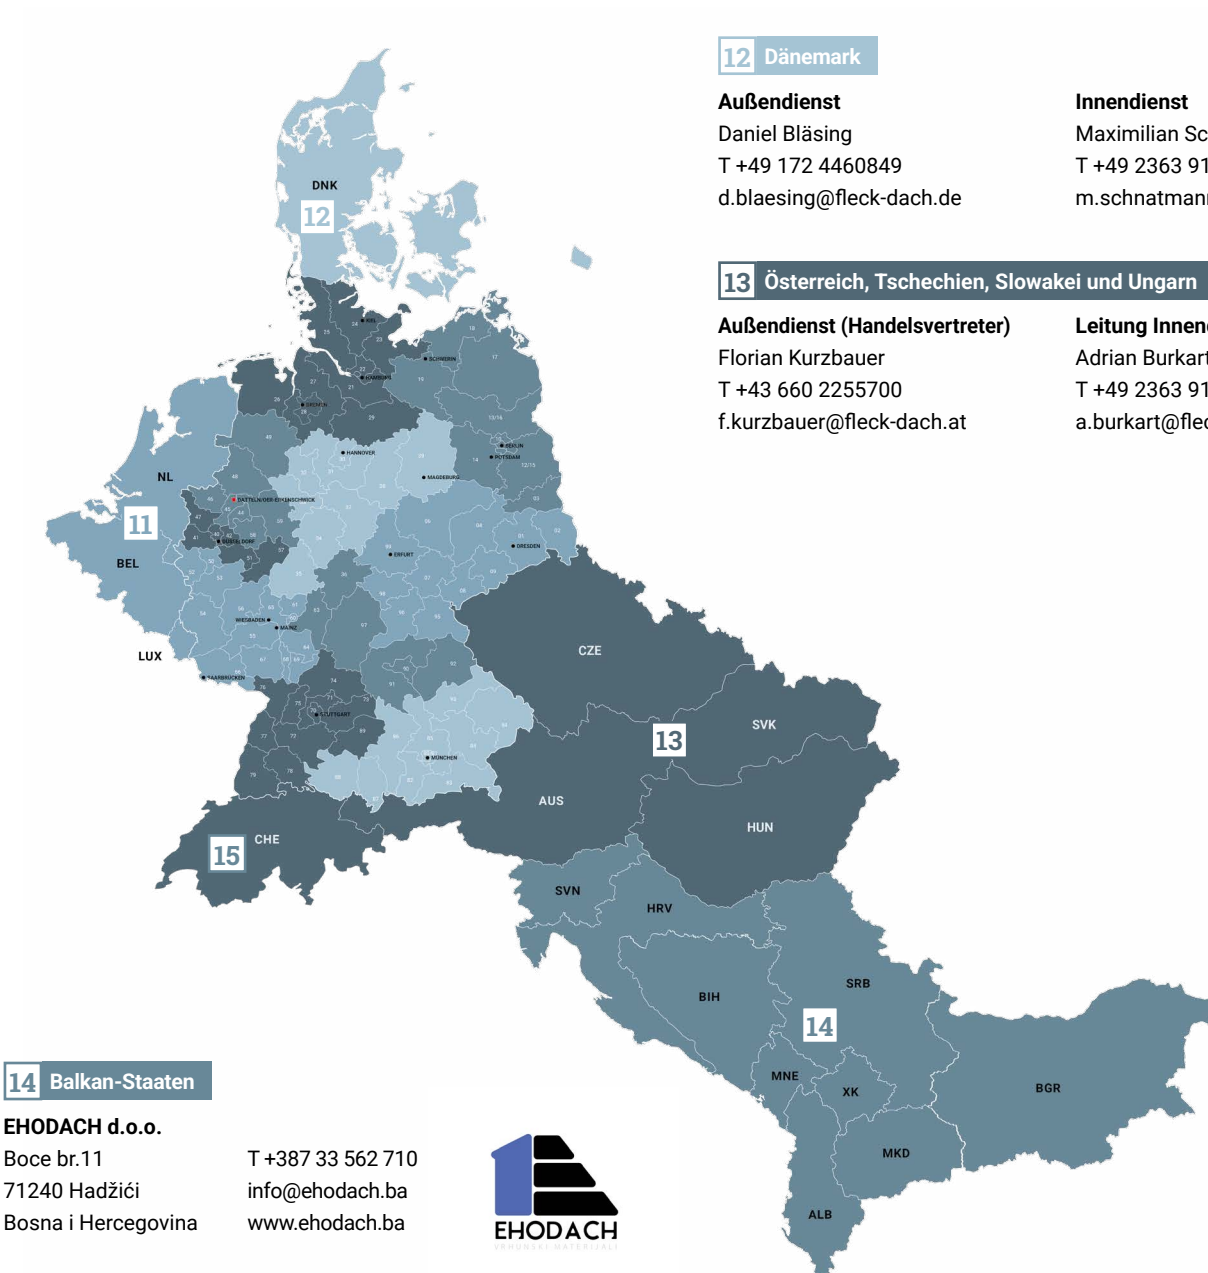 12 Dänemark
Außendienst
Daniel Bläsing
T +49 172 4460849
d.blaesing@fleck-dach.de
Innendienst
Maximilian Sc
T +49 2363 91
m.schnatman
13 Österreich, Tschechien, Slowakei und Ungarn
Außendienst (Handelsvertreter)
Florian Kurzbauer
T +43 660 2255700
f.kurzbauer@fleck-dach.at
Leitung Innen
Adrian Burkart
T +49 2363 91
a.burkart@flec
DNK
12
KIEL
SCHWERIN
HAMBURG
BREMEN
HANNOVER
BERLIN
POTSDAM
MAGDEBURG
NL
11
DATTELN/OER-ERKENSCHWICK
DÜSSELDORF
BEL
ERFURT
DRESDEN
WIESBADEN
MAINZ
LUX
SAARBRÜCKEN
STUTTGART
MÜNCHEN
CZE
13
SVK
AUS
HUN
15
CHE
SVN
HRV
BIH
SRB
14
MNE
XK
BGR
MKD
ALB
14 Balkan-Staaten
EHODACH d.o.o.
Boce br.11
71240 Hadžići
Bosna i Hercegovina
T +387 33 562 710
info@ehodach.ba
www.ehodach.ba
EHODACH
VRHUNSKI MATERIJALI